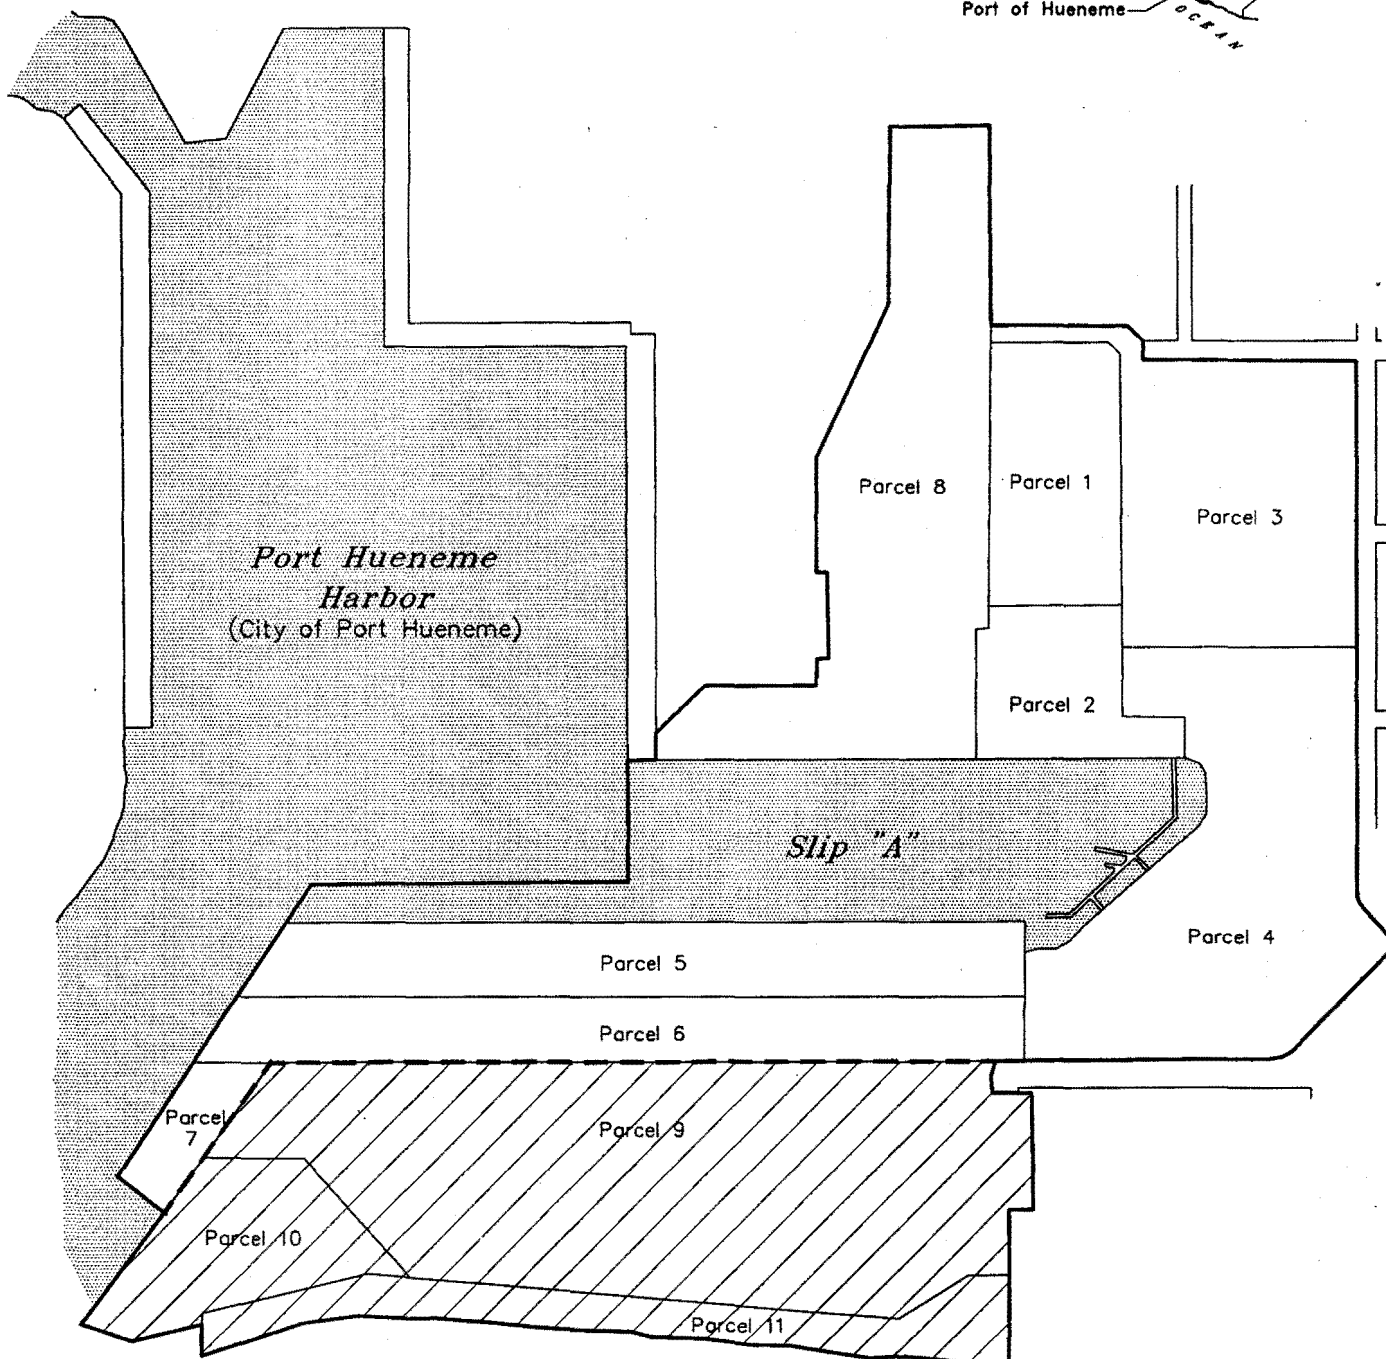 Port of Hueneme
OCEAN
Parcel 8
Parcel 1
Parcel 3
Port Hueneme
Harbor
(City of Port Hueneme)
Parcel 2
Slip "A"
Parcel 4
Parcel 5
Parcel 6
Parcel
7
Parcel 9
Parcel 10
Parcel 11